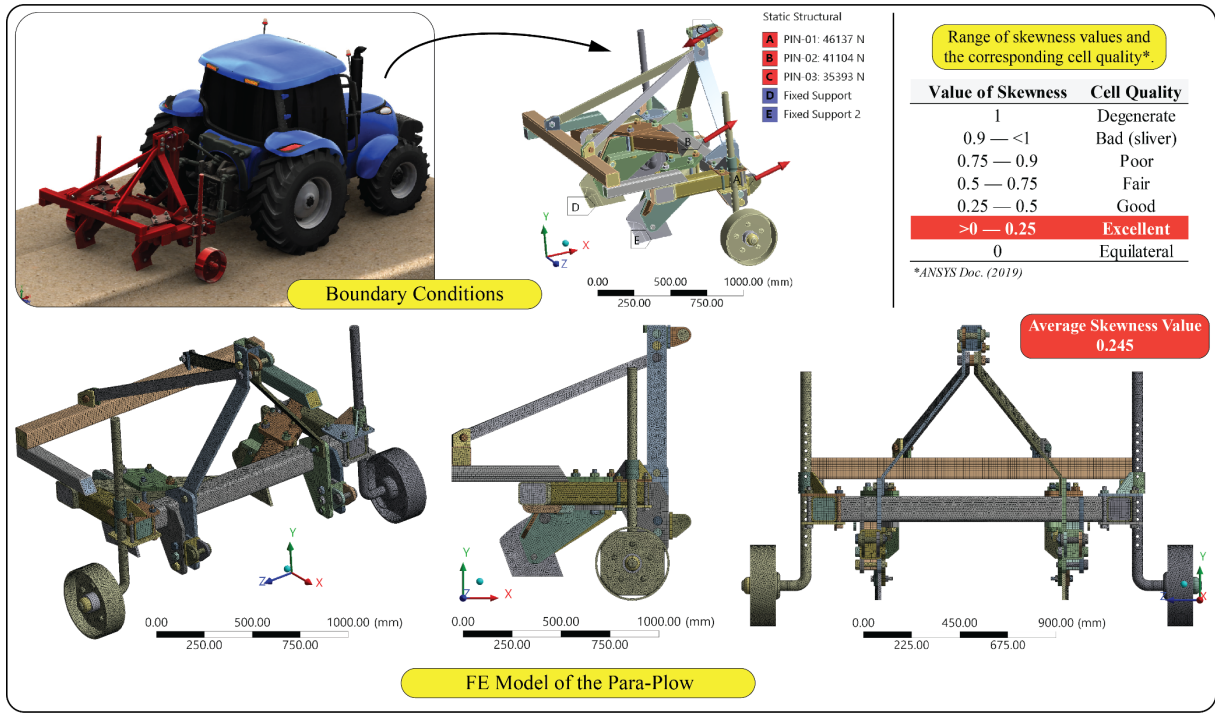 Static Structural
A PIN-01: 46137 N
B PIN-02: 41104 N
C PIN-03: 35393 N
D Fixed Support
E Fixed Support 2
C
B
A
D
E
Y
X
Z
0.00 500.00 1000.00 (mm)
250.00 750.00
Boundary Conditions
Range of skewness values and
the corresponding cell quality*.
Value of Skewness Cell Quality
1 Degenerate
0.9 — <1 Bad (sliver)
0.75 — 0.9 Poor
0.5 — 0.75 Fair
0.25 — 0.5 Good
>0 — 0.25 Excellent
0 Equilateral
*ANSYS Doc. (2019)
Average Skewness Value
0.245
Y
Z X
0.00 500.00 1000.00 (mm)
250.00 750.00
Y
Z X
0.00 500.00 1000.00 (mm)
250.00 750.00
Y
Z X
0.00 450.00 900.00 (mm)
225.00 675.00
FE Model of the Para-Plow